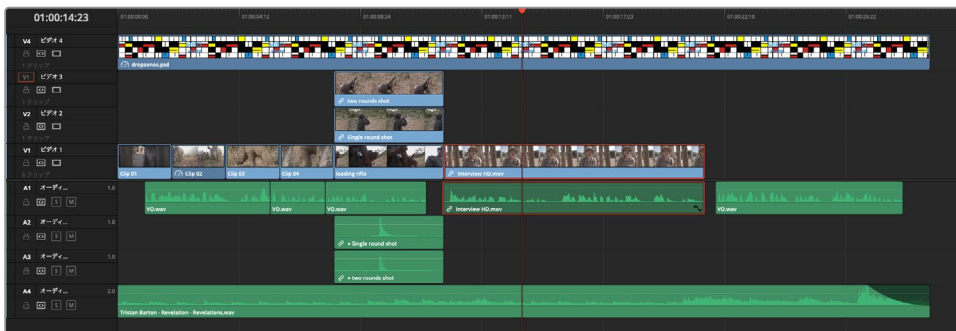 01:00:14:23
01:00:00:00 01:00:04:12 01:00:08:24 01:00:13:11 01:00:17:23 01:00:22:10 01:00:26:22
V4 ビデオ 4
1 クリップ
dropzones.psd
V1 ビデオ 3
1 クリップ
two rounds shot
V2 ビデオ 2
1 クリップ
Single round shot
V1 ビデオ 1
6 クリップ
Clip 01 Clip 02 Clip 03 Clip 04 loading rifle Interview HD.mov
A1 オーディ... 1.0
S M
VO.wav VO.wav VO.wav Interview HD.mov VO.wav
A2 オーディ... 1.0
S M
• Single round shot
A3 オーディ... 1.0
S M
• two rounds shot
A4 オーディ... 2.0
S M
Tristan Barton - Revelation - Revelations.wav